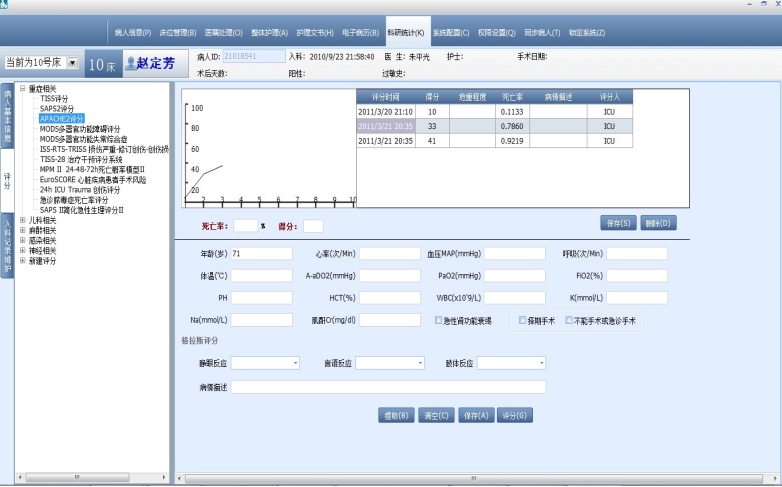 病人信息(P) 床位管理(B) 医嘱处理(O) 整体护理(A) 护理文书(H) 电子病历(B) 科研统计(K) 系统配置(C) 权限设置(Q) 同步病人(T) 锁定系统(Z)
当前为10号床 10床 赵定芳 病人ID: 21018541 入科: 2010/9/23 21:58:40 医 生: 朱平光 护士: 手术日期:
术后天数: 阳性: 过敏史:
病人基本信息
评分
入科记录维护
重症相关
TISS评分
SAPS2评分
APACHE2评分
MODS多器官功能障碍评分
MODS多器官功能失常综合症
ISS-RTS-TRISS 损伤严重-修订创伤-创伤损
TISS-28 治疗干预评分系统
MPM II 24-48-72h死亡概率模型II
EuroSCORE 心脏疾病患者手术风险
24h ICU Trauma 创伤评分
急诊脓毒症死亡率评分
SAPS II简化急性生理评分II
儿科相关
麻醉相关
感染相关
神经相关
新建评分
100
80
60
40
20
1 2 3 4 5 6 7 8 9 10
评分时间 得分 危重程度 死亡率 病情描述 评分人
2011/3/20 21:10 10 0.1133 ICU
2011/3/21 20:35 33 0.7860 ICU
2011/3/21 20:35 41 0.9219 ICU
死亡率: % 得分: 保存(S) 删除(D)
年龄(岁) 71 心率(次/Min) 血压MAP(mmHg) 呼吸(次/Min)
体温(℃) A-aDO2(mmHg) PaO2(mmHg) FiO2(%)
PH HCT(%) WBC(x10^9/L) K(mmol/L)
Na(mmol/L) 肌酐Cr(mg/dl) 急性肾功能衰竭 择期手术 不能手术或急诊手术
格拉斯评分
睁眼反应 言语反应 肢体反应
病情描述
提取(B) 清空(C) 保存(A) 评分(G)